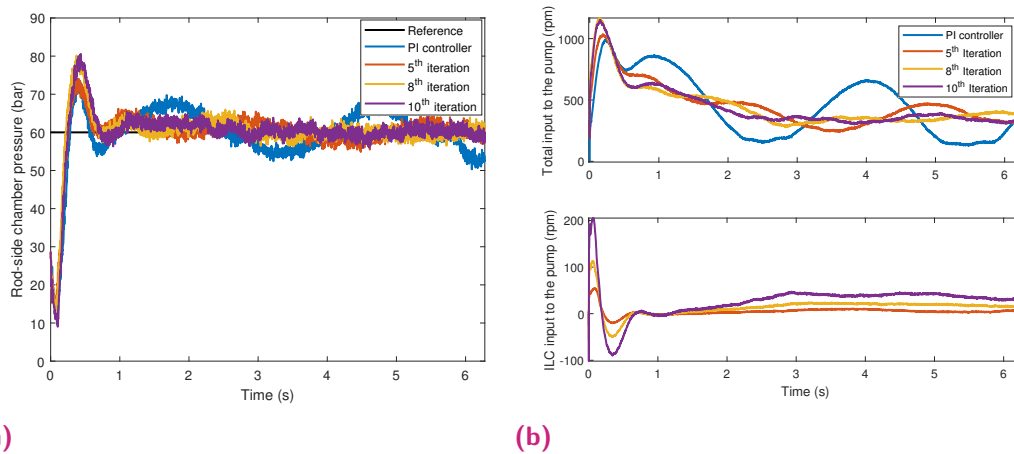 90
80
70
60
50
40
30
20
10
0
0 1 2 3 4 5 6
Rod-side chamber pressure (bar)
Time (s)
Reference
PI controller
5th iteration
8th iteration
10th iteration
1000
500
0
0 1 2 3 4 5 6
Total input to the pump (rpm)
PI controller
5th Iteration
8th Iteration
10th Iteration
200
100
0
-100
0 1 2 3 4 5 6
ILC input to the pump (rpm)
Time (s)
)
(b)